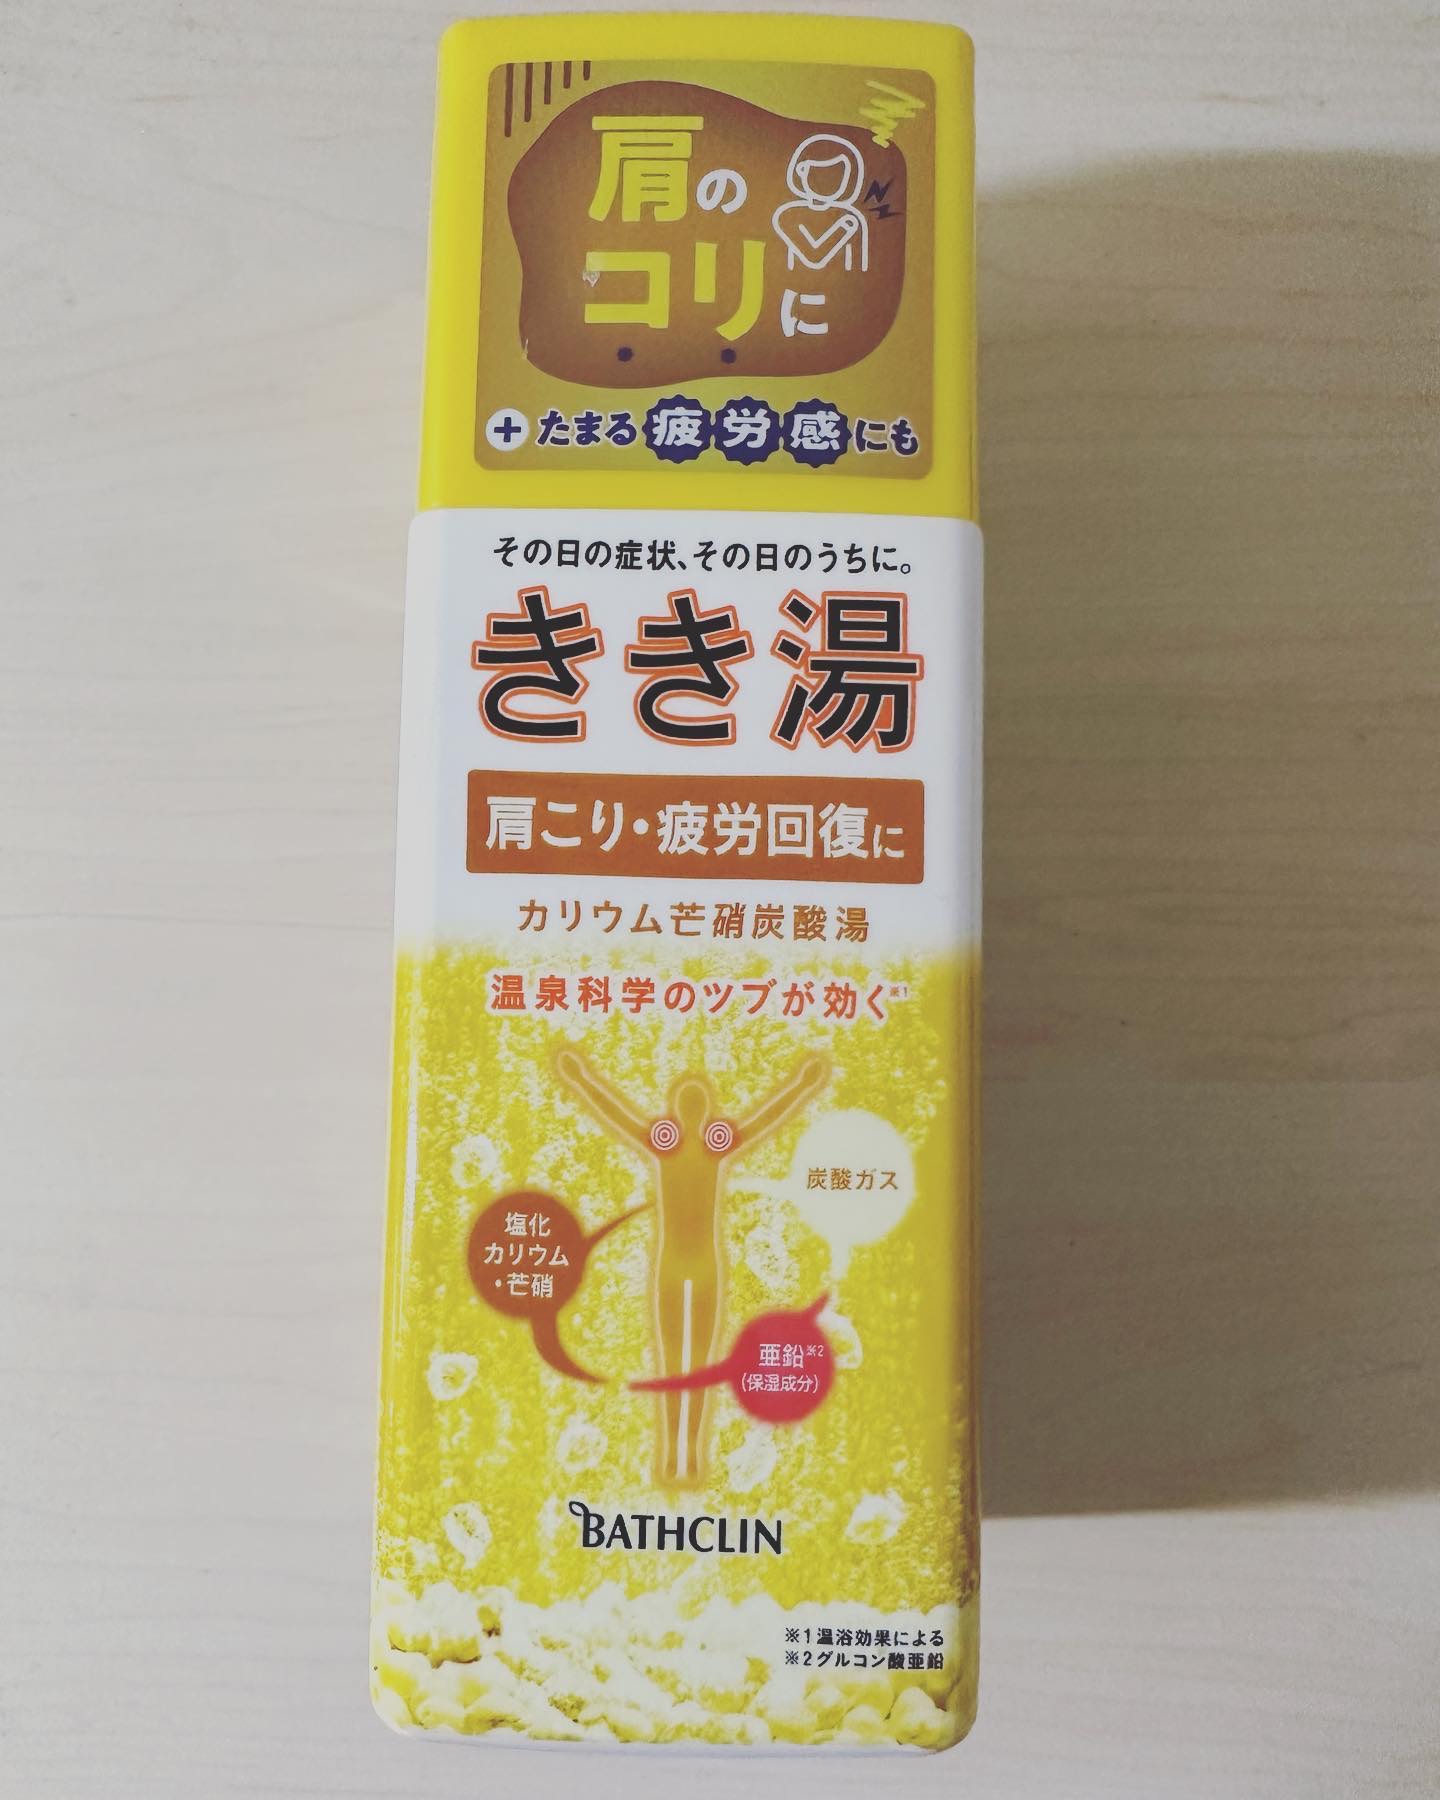 肩の
コリに
+たまる疲労感にも
その日の症状、その日のうちに。
きき湯
肩こり・疲労回復に
カリウム芒硝炭酸湯
温泉科学のツブが効く※1
炭酸ガス
塩化
カリウム
・芒硝
亜鉛※2
(保湿成分)
BATHCLIN
※1温浴効果による
※2グルコン酸亜鉛